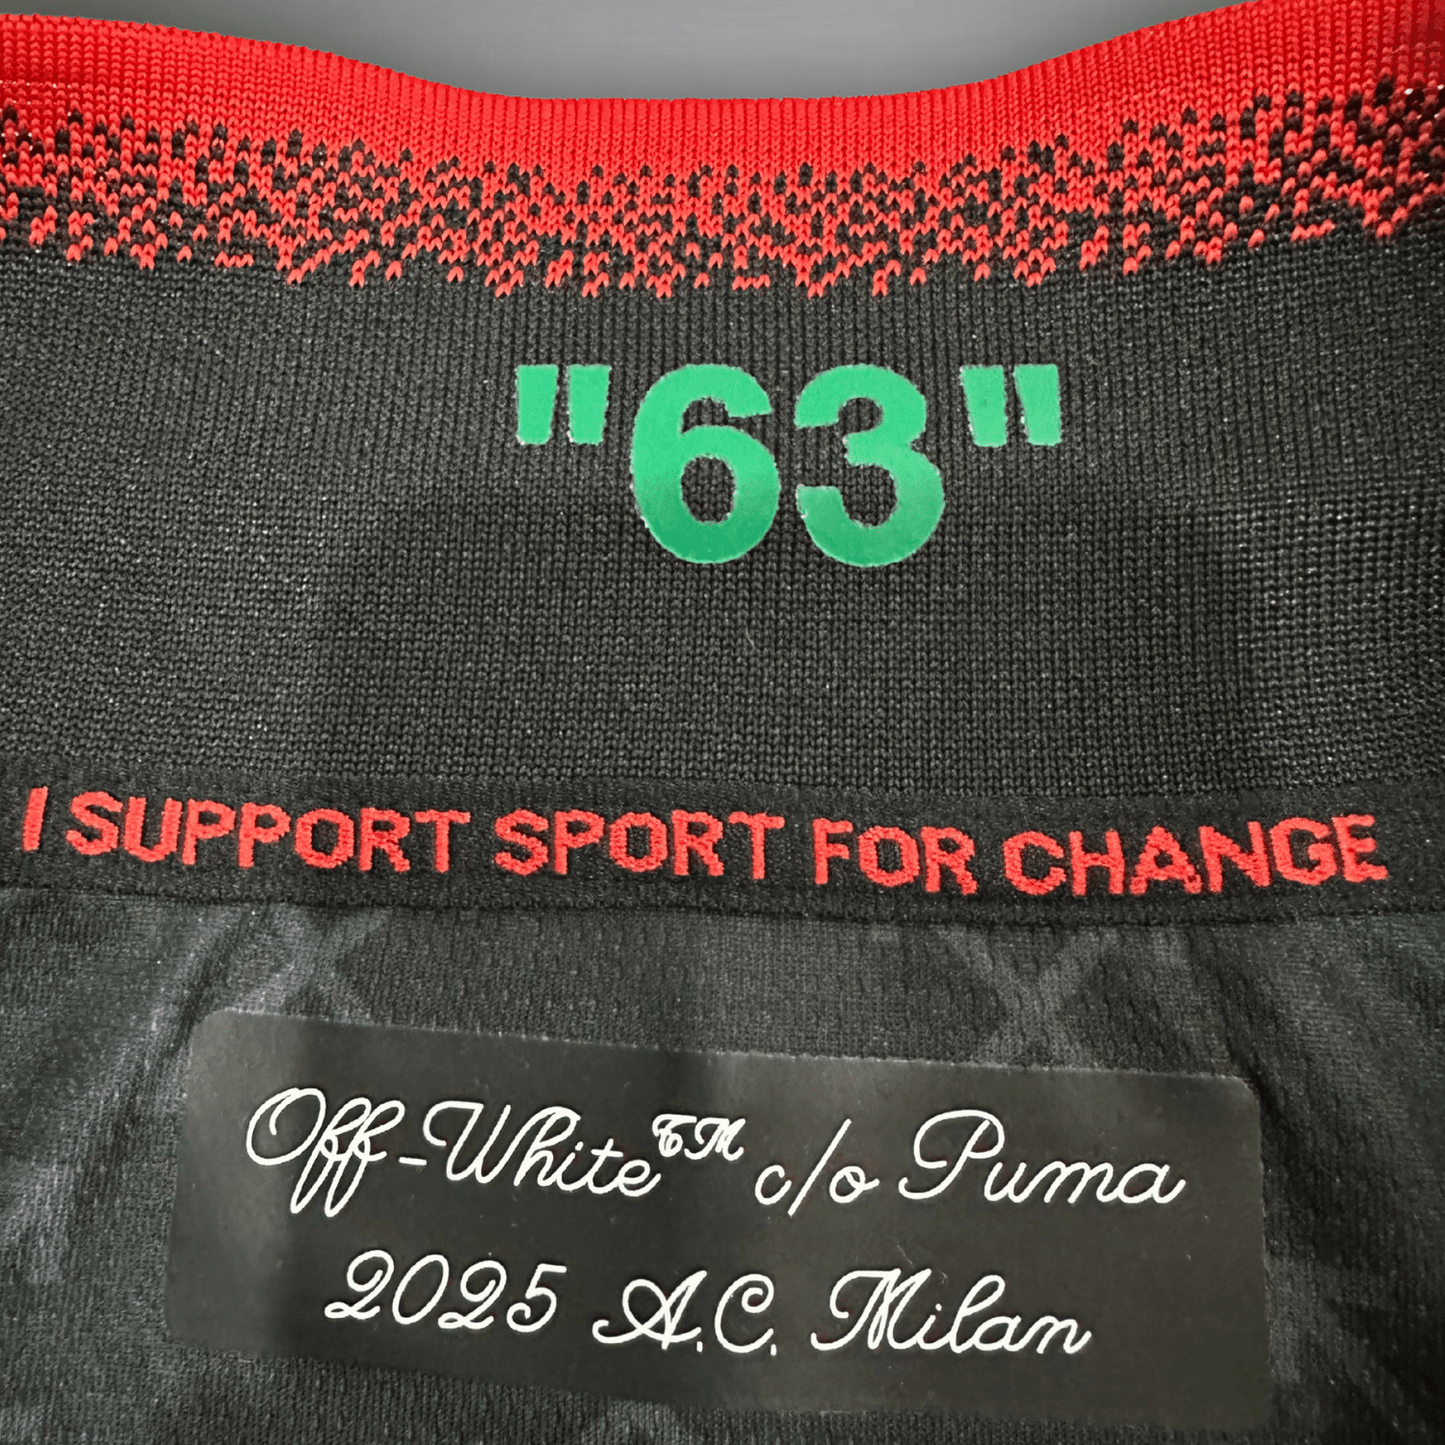 "63"
I SUPPORT SPORT FOR CHANGE
Off-White™ c/o Puma
2025 A.C. Milan